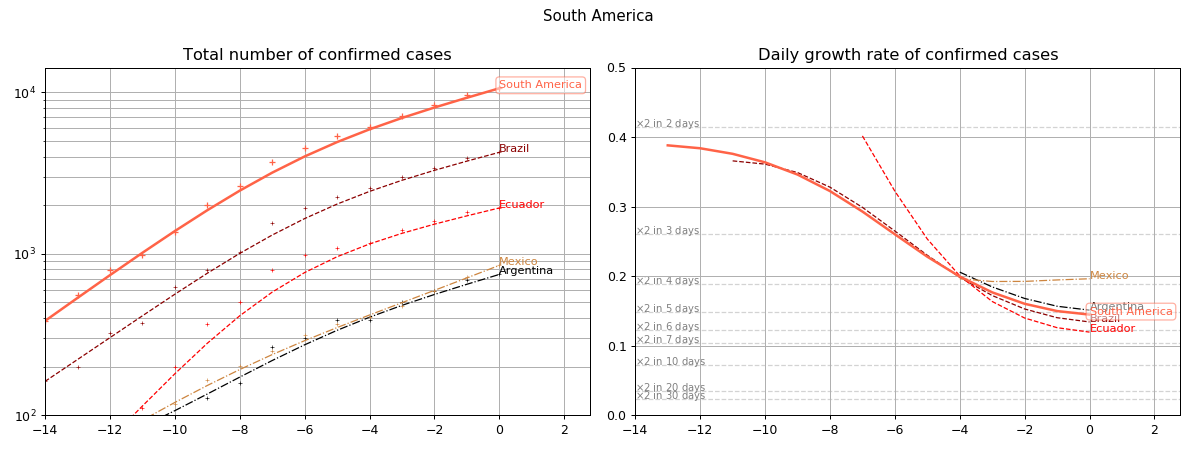 South America
Total number of confirmed cases
10^4
10^3
10^2
South America
Brazil
Ecuador
Mexico
Argentina
−14 −12 −10 −8 −6 −4 −2 0 2
Daily growth rate of confirmed cases
0.5
0.4
0.3
0.2
0.1
0.0
×2 in 2 days
×2 in 3 days
×2 in 4 days
×2 in 5 days
×2 in 6 days
×2 in 7 days
×2 in 10 days
×2 in 20 days
×2 in 30 days
Mexico
Argentina
South America
Brazil
Ecuador
−14 −12 −10 −8 −6 −4 −2 0 2